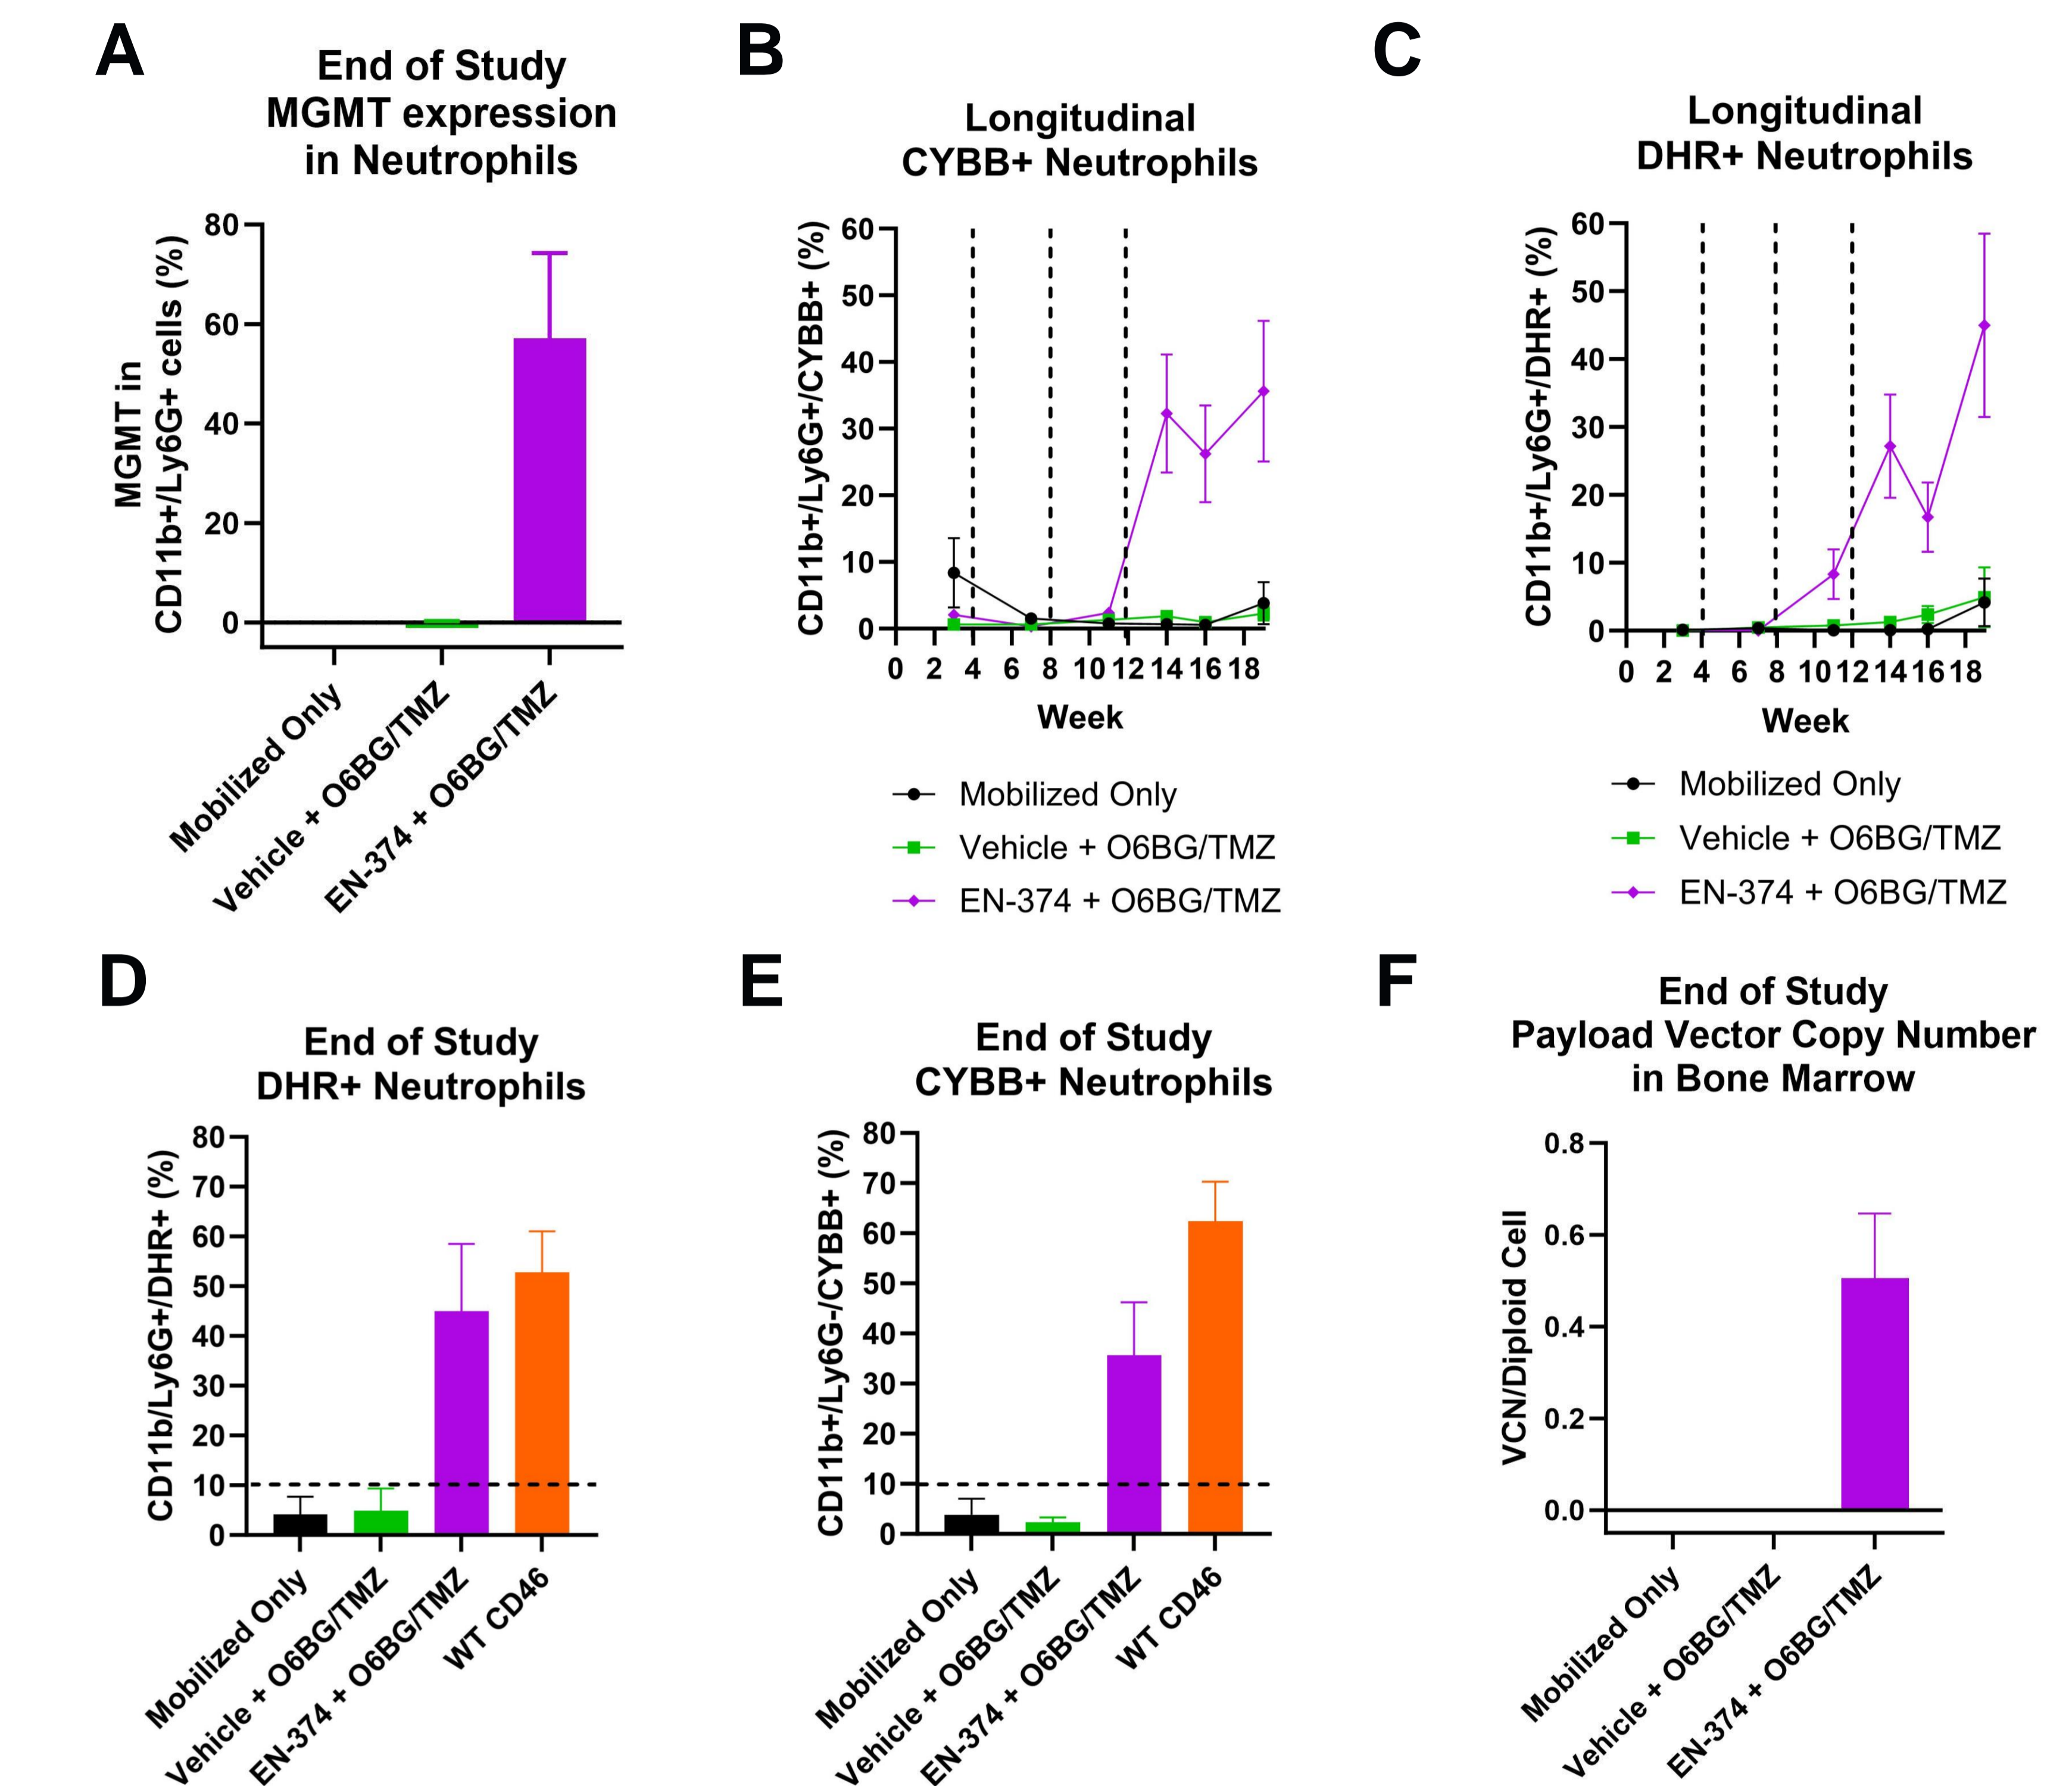 A
End of Study
MGMT expression
in Neutrophils
MGMT in
CD11b+/Ly6G+ cells (%)
80
60
40
20
0
Mobilized Only
Vehicle + O6BG/TMZ
EN-374 + O6BG/TMZ
B
Longitudinal
CYBB+ Neutrophils
CD11b+/Ly6G+/CYBB+ (%)
60
50
40
30
20
10
0
0 2 4 6 8 10 12 14 16 18
Week
Mobilized Only
Vehicle + O6BG/TMZ
EN-374 + O6BG/TMZ
C
Longitudinal
DHR+ Neutrophils
CD11b+/Ly6G+/DHR+ (%)
60
50
40
30
20
10
0
0 2 4 6 8 10 12 14 16 18
Week
Mobilized Only
Vehicle + O6BG/TMZ
EN-374 + O6BG/TMZ
D
End of Study
DHR+ Neutrophils
CD11b/Ly6G+/DHR+ (%)
80
70
60
50
40
30
20
10
0
Mobilized Only
Vehicle + O6BG/TMZ
EN-374 + O6BG/TMZ
WT CD46
E
End of Study
CYBB+ Neutrophils
CD11b+/Ly6G-/CYBB+ (%)
80
70
60
50
40
30
20
10
0
Mobilized Only
Vehicle + O6BG/TMZ
EN-374 + O6BG/TMZ
WT CD46
F
End of Study
Payload Vector Copy Number
in Bone Marrow
VCN/Diploid Cell
0.8
0.6
0.4
0.2
0.0
Mobilized Only
Vehicle + O6BG/TMZ
EN-374 + O6BG/TMZ